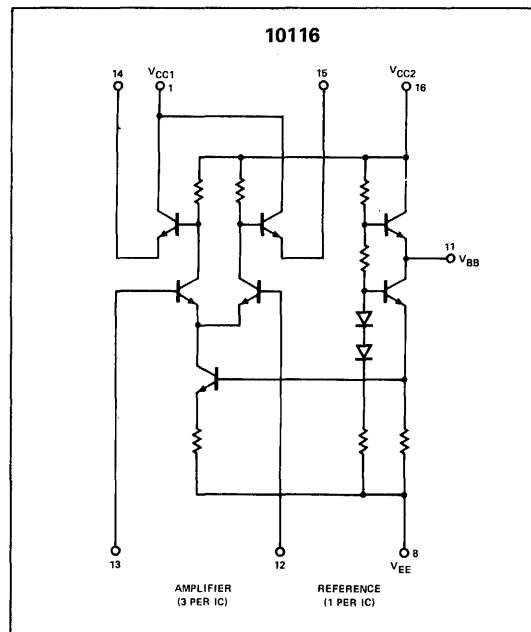 10116
14
VCC1
1
15
VCC2
16
11
VBB
13
12
8
VEE
AMPLIFIER
(3 PER IC)
REFERENCE
(1 PER IC)